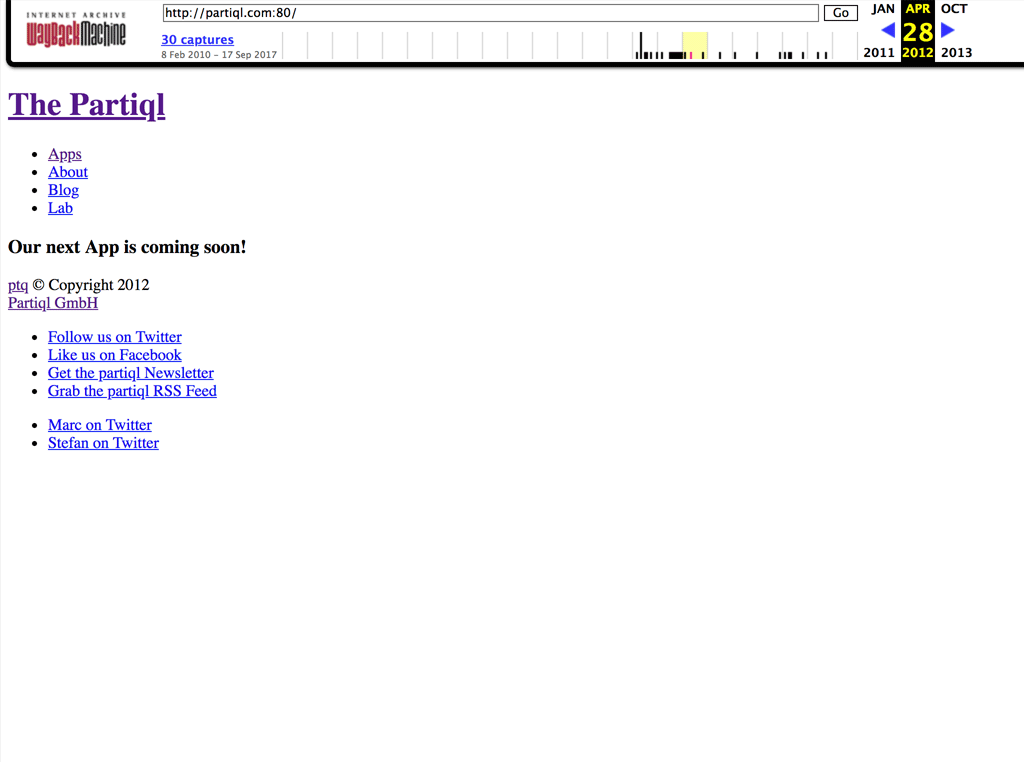 INTERNET ARCHIVE
WayBackMachine
http://partiql.com:80/
Go
30 captures
8 Feb 2010 – 17 Sep 2017
JAN APR OCT
28
2011 2012 2013
The Partiql
Apps
About
Blog
Lab
Our next App is coming soon!
ptq © Copyright 2012
Partiql GmbH
Follow us on Twitter
Like us on Facebook
Get the partiql Newsletter
Grab the partiql RSS Feed
Marc on Twitter
Stefan on Twitter